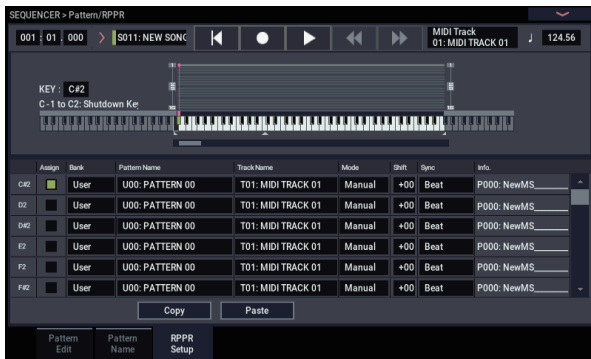 SEQUENCER > Pattern/RPPR
001 : 01 . 000 > S011: NEW SONG MIDI Track ♩ 124.56
01: MIDI TRACK 01
KEY : C#2
C-1 to C2: Shutdown Key
Assign Bank Pattern Name Track Name Mode Shift Sync Info.
C#2 User U00: PATTERN 00 T01: MIDI TRACK 01 Manual +00 Beat P000: NewMS______
D2 User U00: PATTERN 00 T01: MIDI TRACK 01 Manual +00 Beat P000: NewMS______
D#2 User U00: PATTERN 00 T01: MIDI TRACK 01 Manual +00 Beat P000: NewMS______
E2 User U00: PATTERN 00 T01: MIDI TRACK 01 Manual +00 Beat P000: NewMS______
F2 User U00: PATTERN 00 T01: MIDI TRACK 01 Manual +00 Beat P000: NewMS______
F#2 User U00: PATTERN 00 T01: MIDI TRACK 01 Manual +00 Beat P000: NewMS______
Copy Paste
Pattern Edit Pattern Name RPPR Setup